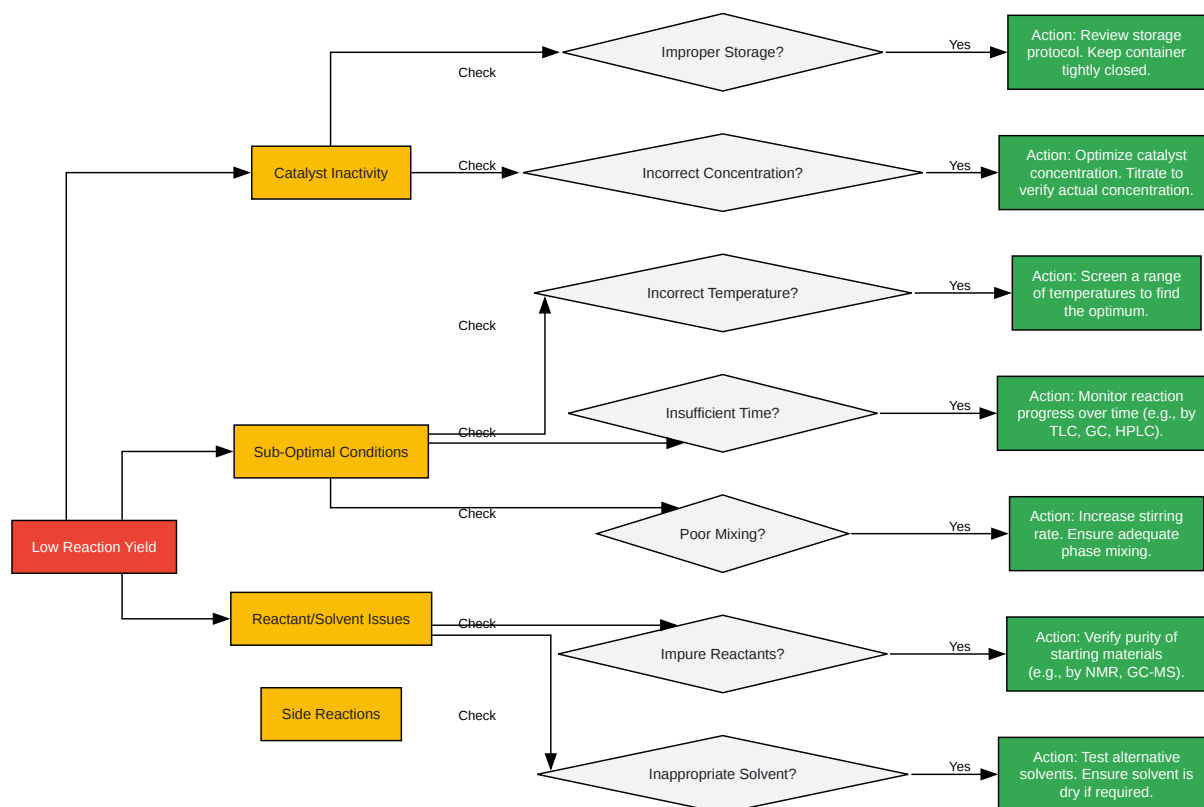 Improper Storage?
Check
Yes
Action: Review storage
protocol. Keep container
tightly closed.
Catalyst Inactivity
Check
Incorrect Concentration?
Yes
Action: Optimize catalyst
concentration. Titrate to
verify actual concentration.
Incorrect Temperature?
Check
Yes
Action: Screen a range
of temperatures to find
the optimum.
Insufficient Time?
Check
Yes
Action: Monitor reaction
progress over time (e.g., by
TLC, GC, HPLC).
Sub-Optimal Conditions
Check
Poor Mixing?
Yes
Action: Increase stirring
rate. Ensure adequate
phase mixing.
Low Reaction Yield
Reactant/Solvent Issues
Check
Impure Reactants?
Yes
Action: Verify purity of
starting materials
(e.g., by NMR, GC-MS).
Side Reactions
Check
Inappropriate Solvent?
Yes
Action: Test alternative
solvents. Ensure solvent is
dry if required.